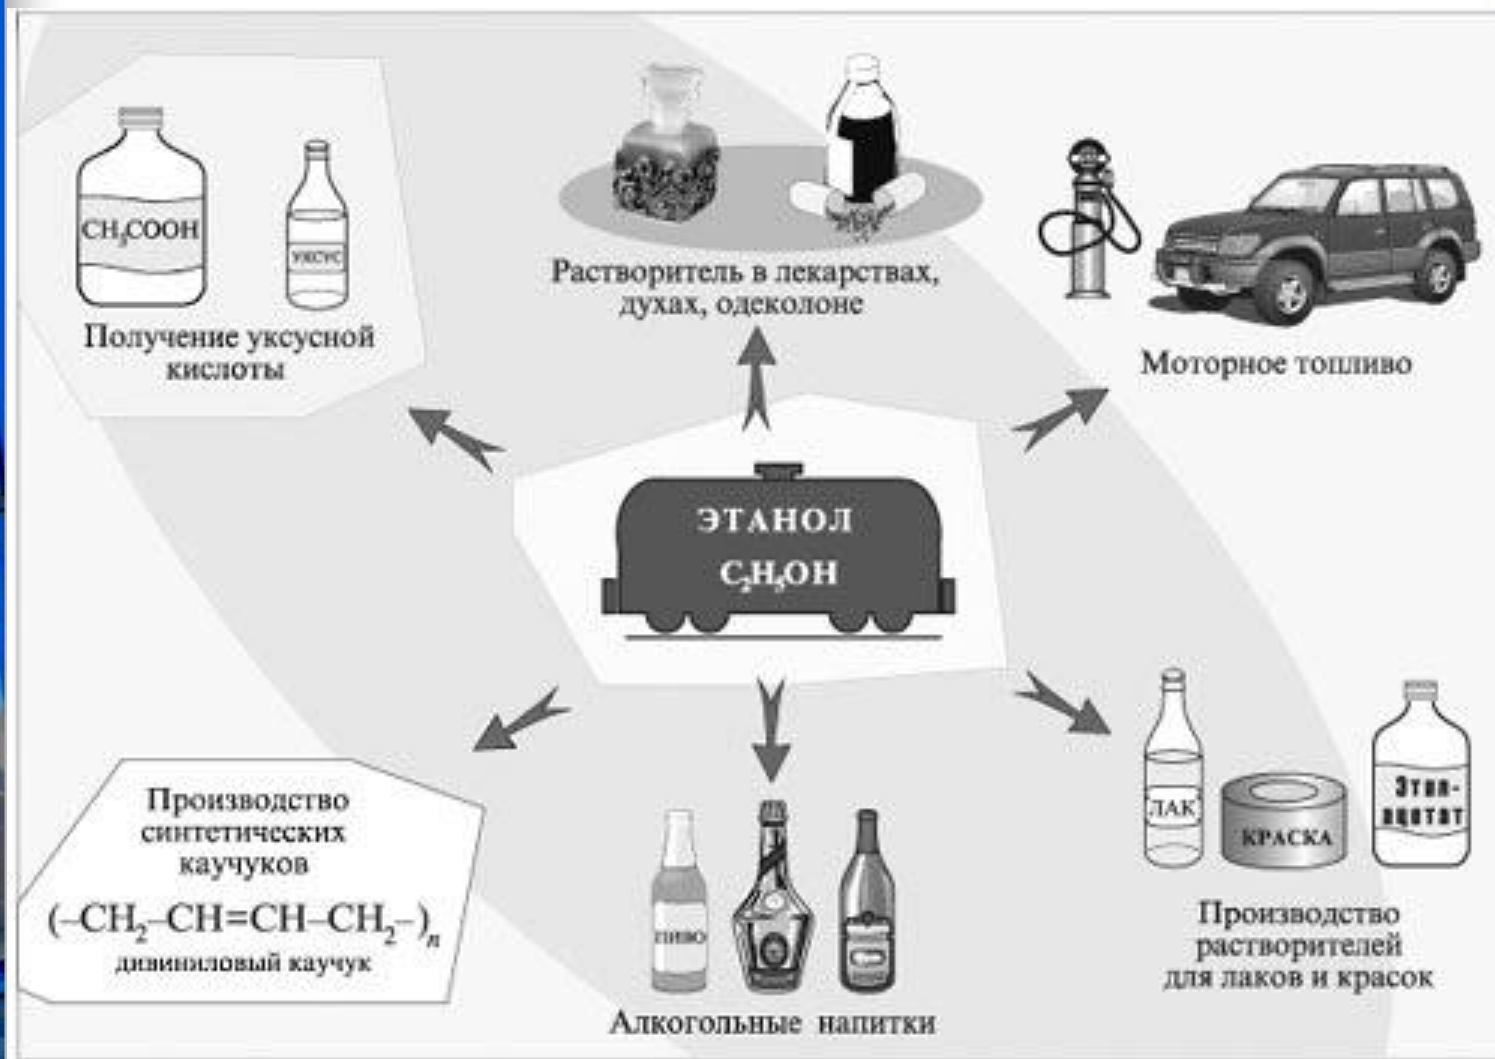 CH₃COOH
УКСУС
Получение уксусной
кислоты
Растворитель в лекарствах,
духах, одеколоне
Моторное топливо
ЭТАНОЛ
C₂H₅OH
Производство
синтетических
каучуков
(–CH₂–CH=CH–CH₂–)ₙ
дивиниловый каучук
ПИВО
Алкогольные напитки
ЛАК
КРАСКА
Этил-
ацетат
Производство
растворителей
для лаков и красок